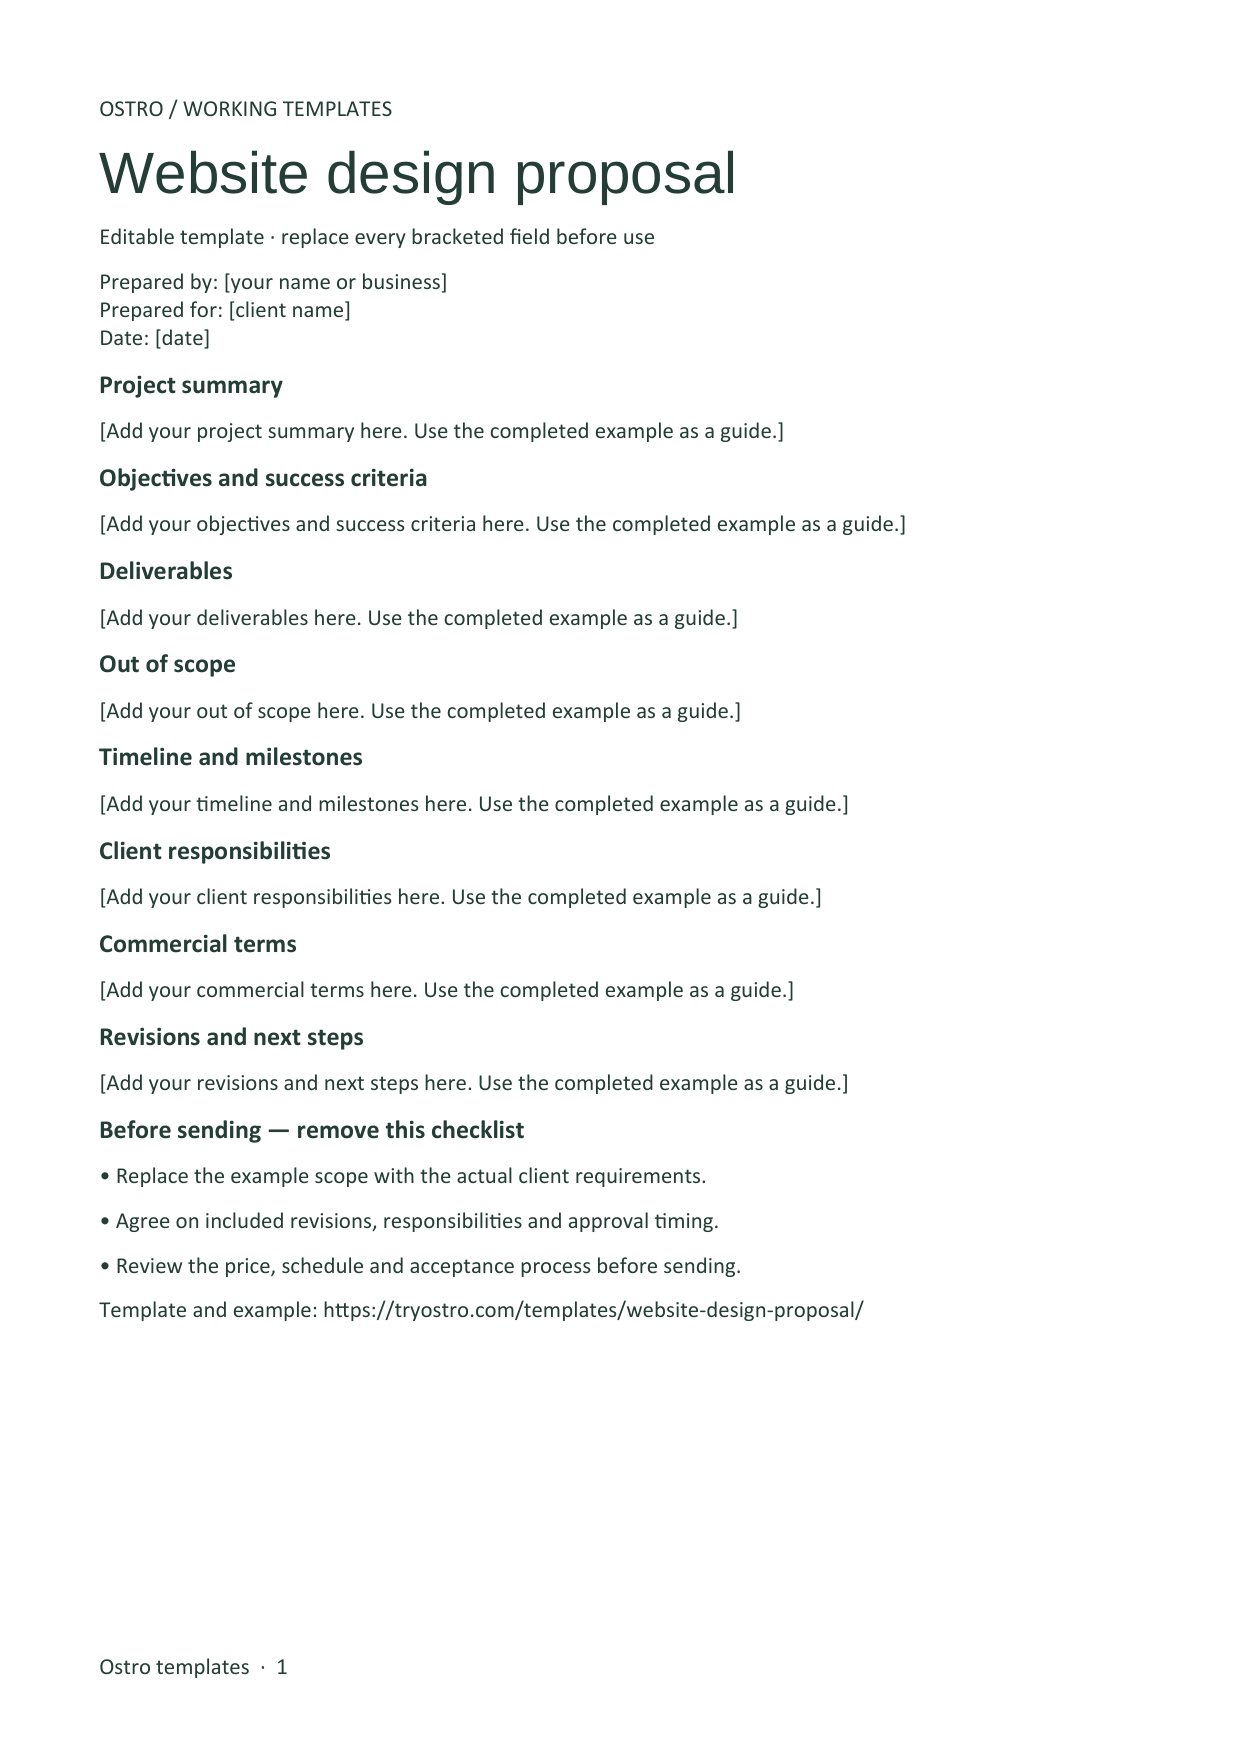 OSTRO / WORKING TEMPLATES
Website design proposal
Editable template · replace every bracketed field before use
Prepared by: [your name or business]
Prepared for: [client name]
Date: [date]
Project summary
[Add your project summary here. Use the completed example as a guide.]
Objectives and success criteria
[Add your objectives and success criteria here. Use the completed example as a guide.]
Deliverables
[Add your deliverables here. Use the completed example as a guide.]
Out of scope
[Add your out of scope here. Use the completed example as a guide.]
Timeline and milestones
[Add your timeline and milestones here. Use the completed example as a guide.]
Client responsibilities
[Add your client responsibilities here. Use the completed example as a guide.]
Commercial terms
[Add your commercial terms here. Use the completed example as a guide.]
Revisions and next steps
[Add your revisions and next steps here. Use the completed example as a guide.]
Before sending — remove this checklist
• Replace the example scope with the actual client requirements.
• Agree on included revisions, responsibilities and approval timing.
• Review the price, schedule and acceptance process before sending.
Template and example: https://tryostro.com/templates/website-design-proposal/
Ostro templates · 1